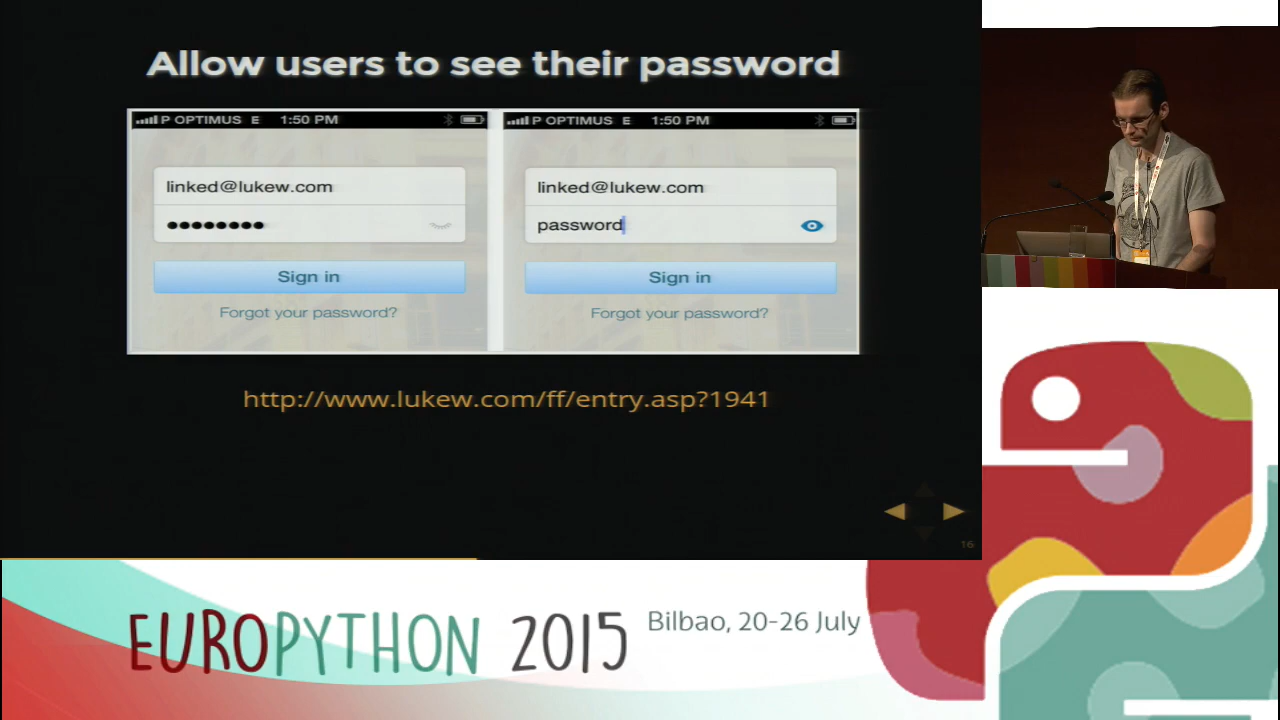 Allow users to see their password
P OPTIMUS E 1:50 PM
linked@lukew.com
●●●●●●●●
Sign in
Forgot your password?
P OPTIMUS E 1:50 PM
linked@lukew.com
password
Sign in
Forgot your password?
http://www.lukew.com/ff/entry.asp?1941
16
EUROPYTHON 2015
Bilbao, 20-26 July